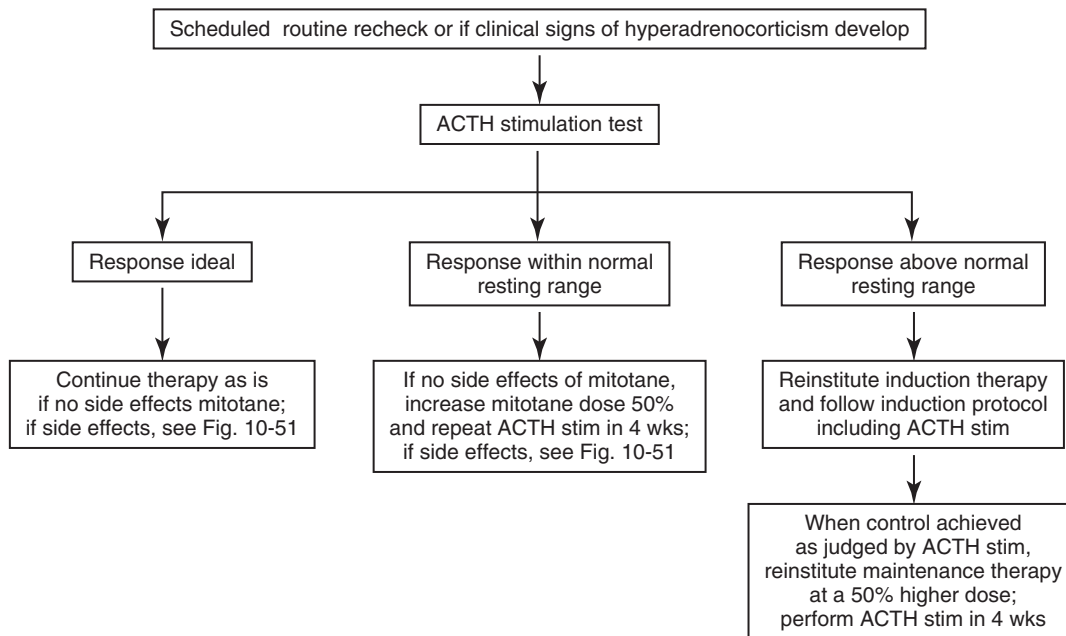 Scheduled routine recheck or if clinical signs of hyperadrenocorticism develop
ACTH stimulation test
Response ideal
Response within normal
resting range
Response above normal
resting range
Continue therapy as is
if no side effects mitotane;
if side effects, see Fig. 10-51
If no side effects of mitotane,
increase mitotane dose 50%
and repeat ACTH stim in 4 wks;
if side effects, see Fig. 10-51
Reinstitute induction therapy
and follow induction protocol
including ACTH stim
When control achieved
as judged by ACTH stim,
reinstitute maintenance therapy
at a 50% higher dose;
perform ACTH stim in 4 wks